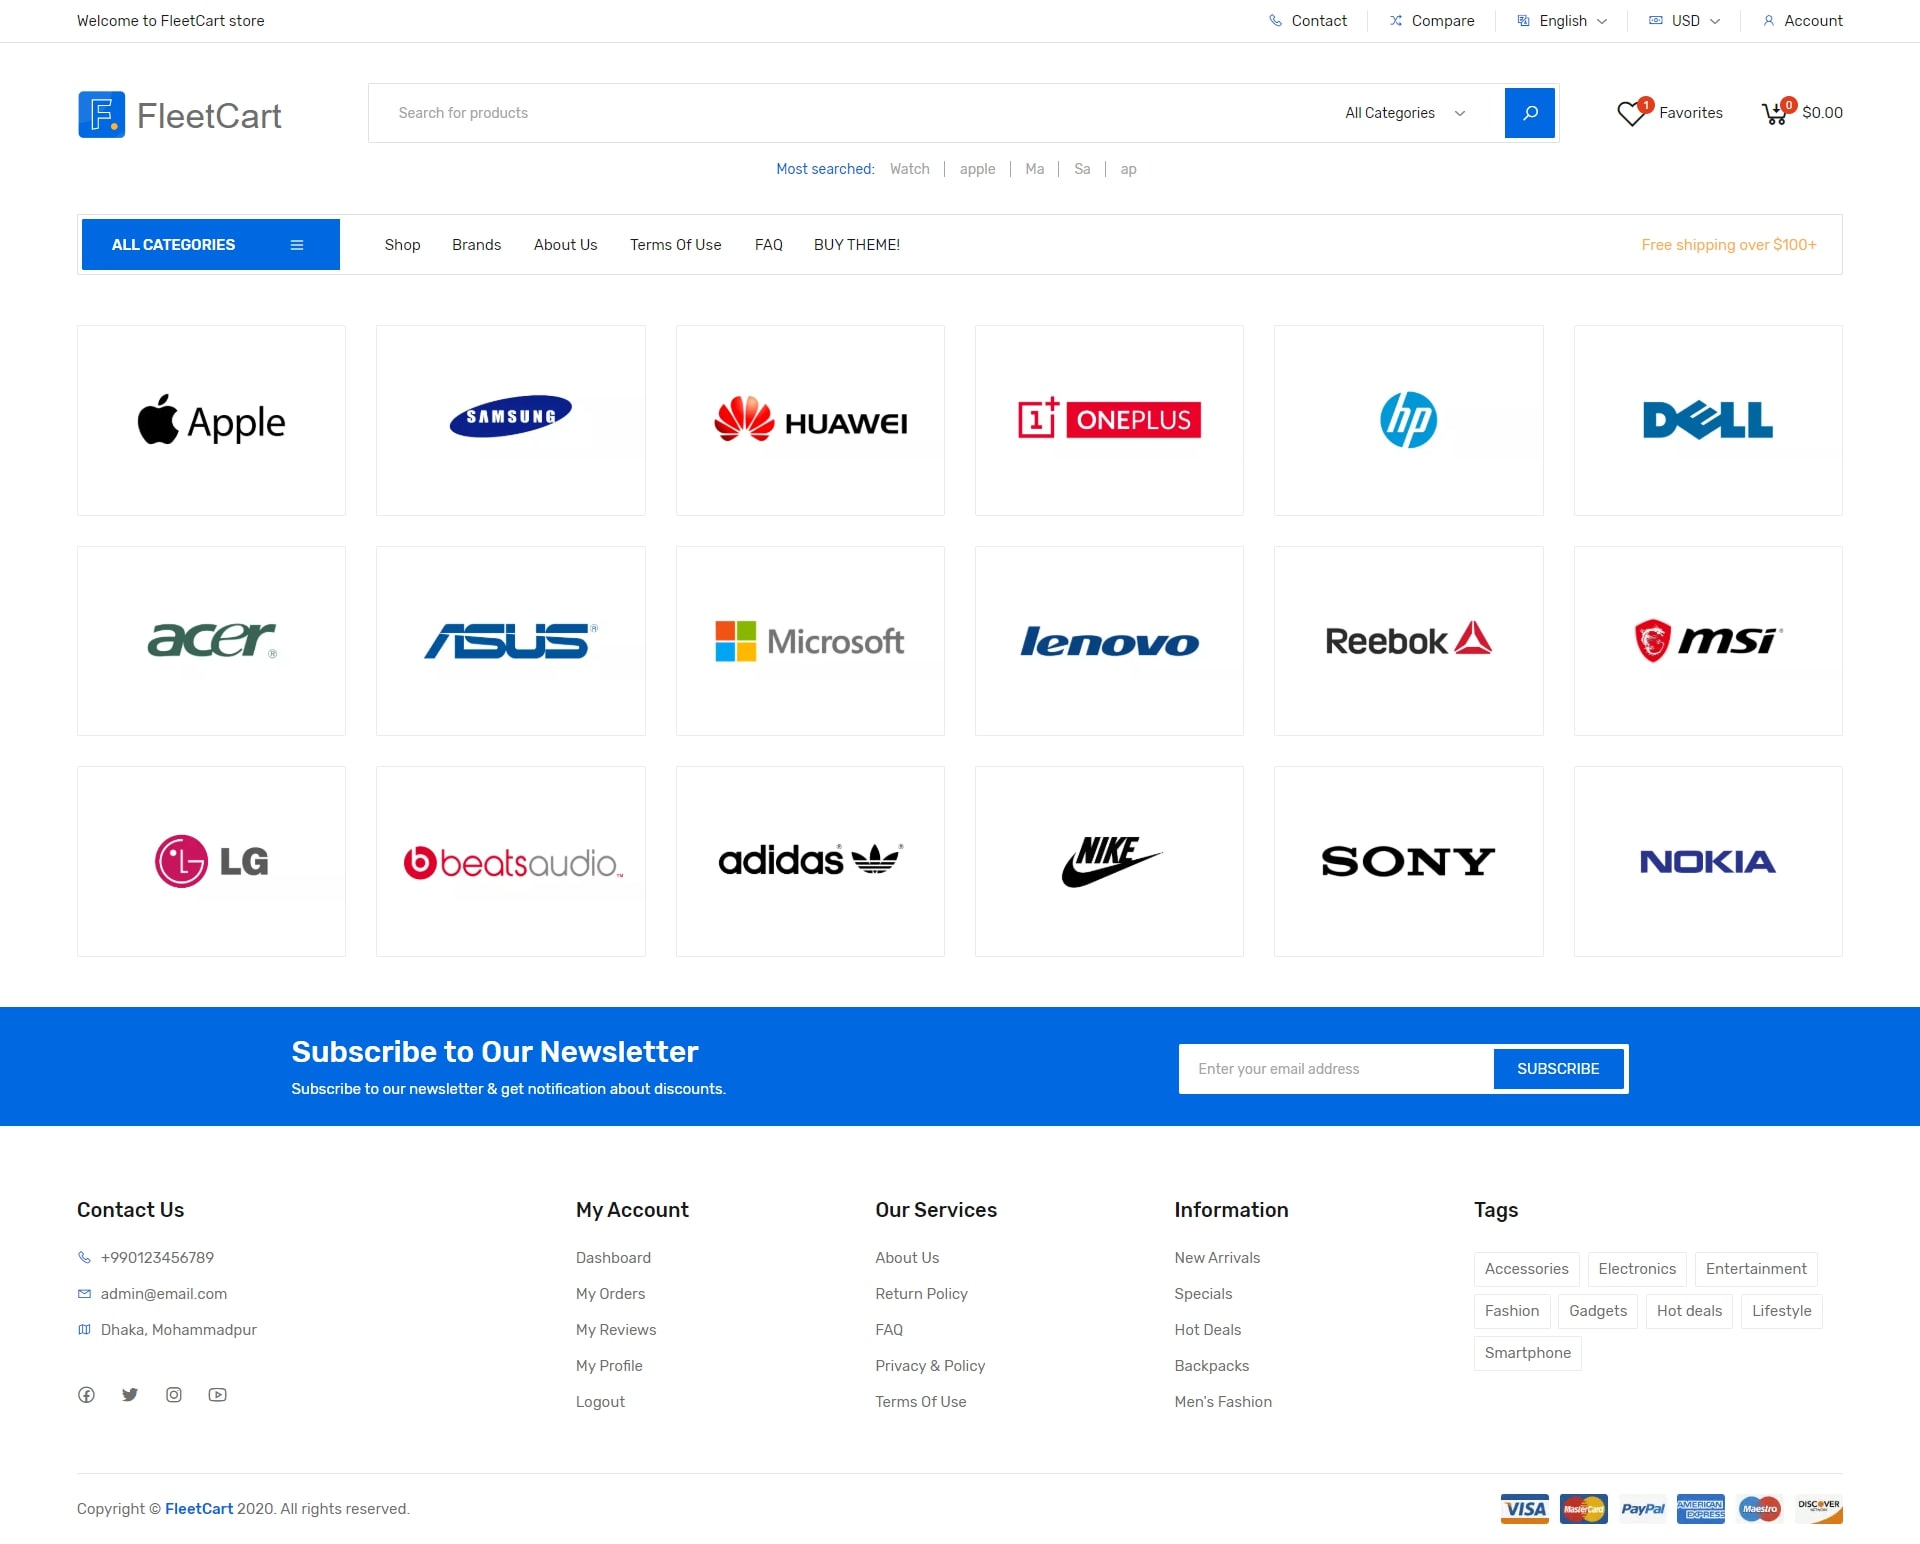 Welcome to FleetCart store
Contact
Compare
English
USD
Account
F.
FleetCart
Search for products
All Categories
1
Favorites
0
$0.00
Most searched: Watch apple Ma Sa ap
ALL CATEGORIES
Shop
Brands
About Us
Terms Of Use
FAQ
BUY THEME!
Free shipping over $100+
Apple
SAMSUNG
HUAWEI
1+ ONEPLUS
hp
DELL
acer®
ASUS®
Microsoft
lenovo
Reebok
msi
LG LG
b beatsaudio™
adidas®
NIKE
SONY
NOKIA
Subscribe to Our Newsletter
Subscribe to our newsletter & get notification about discounts.
Enter your email address
SUBSCRIBE
Contact Us
+990123456789
admin@email.com
Dhaka, Mohammadpur
My Account
Dashboard
My Orders
My Reviews
My Profile
Logout
Our Services
About Us
Return Policy
FAQ
Privacy & Policy
Terms Of Use
Information
New Arrivals
Specials
Hot Deals
Backpacks
Men's Fashion
Tags
Accessories
Electronics
Entertainment
Fashion
Gadgets
Hot deals
Lifestyle
Smartphone
Copyright © FleetCart 2020. All rights reserved.
VISA
MasterCard
PayPal
AMERICAN EXPRESS
Maestro
DISCOVER
NETWORK